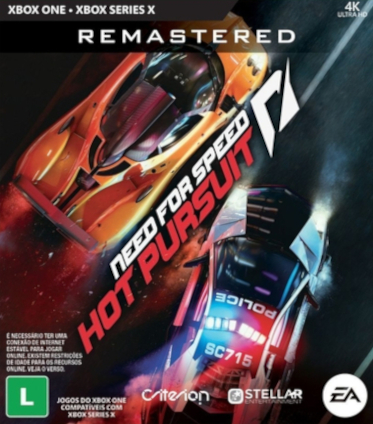 XBOX ONE • XBOX SERIES X
4K
ULTRA HD
REMASTERED
NEED FOR SPEED
HOT PURSUIT
POLICE
SC715
É NECESSÁRIO TER UMA
CONEXÃO DE INTERNET
ESTÁVEL PARA JOGAR
ONLINE. EXISTEM RESTRIÇÕES
DE IDADE PARA OS RECURSOS
ONLINE. VEJA O VERSO.
L
JOGOS DO XBOX ONE
COMPATÍVEIS COM
XBOX SERIES X
Criterion
STELLAR
ENTERTAINMENT
EA